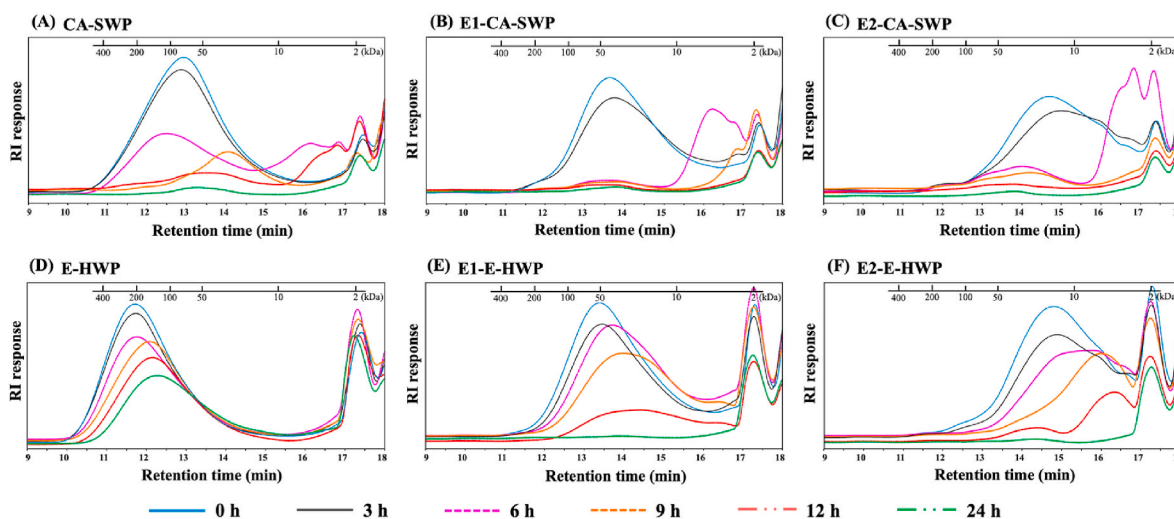 (A) CA-SWP
(B) E1-CA-SWP
(C) E2-CA-SWP
400 200 100 50 10 2 (kDa)
400 200 100 50 10 2 (kDa)
400 200 100 50 10 2 (kDa)
RI response
RI response
RI response
9 10 11 12 13 14 15 16 17 18
9 10 11 12 13 14 15 16 17 18
9 10 11 12 13 14 15 16 17
Retention time (min)
Retention time (min)
Retention time (min)
(D) E-HWP
(E) E1-E-HWP
(F) E2-E-HWP
400 200 100 50 10 2 (kDa)
400 200 100 50 10 2 (kDa)
400 200 100 50 10 2 (kDa)
RI response
RI response
RI response
9 10 11 12 13 14 15 16 17 18
9 10 11 12 13 14 15 16 17 18
9 10 11 12 13 14 15 16 17
Retention time (min)
Retention time (min)
Retention time (min)
0 h 3 h 6 h 9 h 12 h 24 h